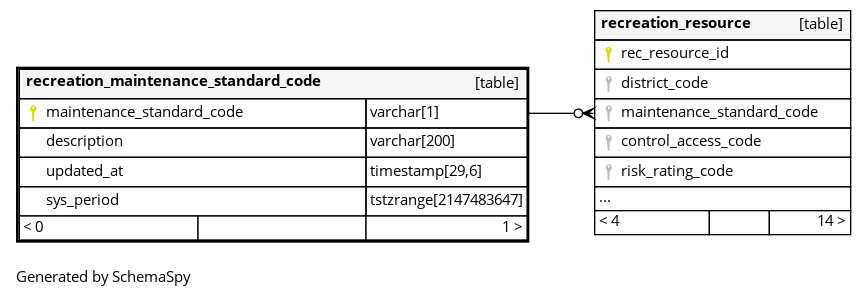 recreation_maintenance_standard_code [table]
maintenance_standard_code varchar[1]
description varchar[200]
updated_at timestamp[29,6]
sys_period tstzrange[2147483647]
< 0 1 >
recreation_resource [table]
rec_resource_id
district_code
maintenance_standard_code
control_access_code
risk_rating_code
...
< 4 14 >
Generated by SchemaSpy